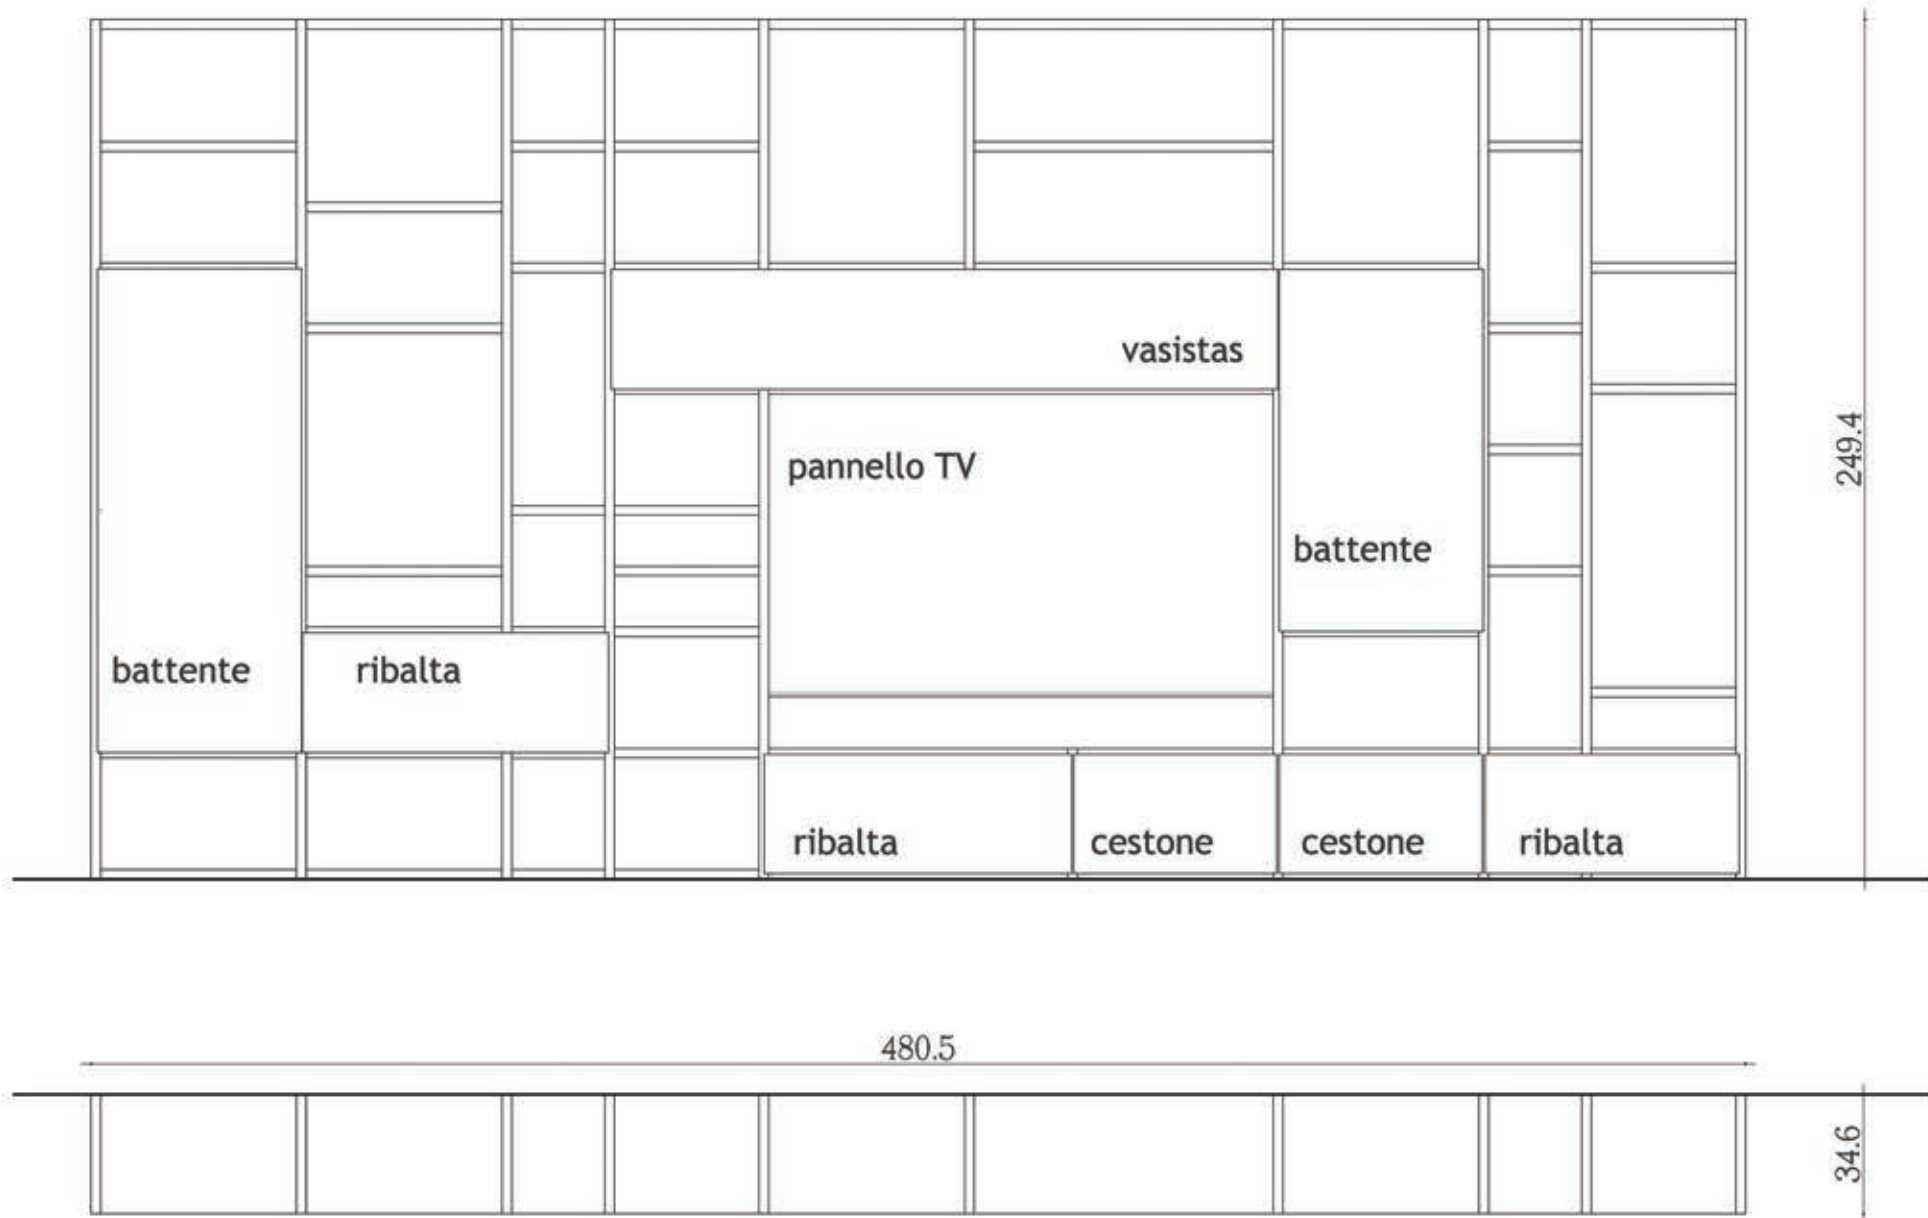 vasistas
249.4
pannello TV
battente
battente
ribalta
ribalta
cestone
cestone
ribalta
480.5
34.6